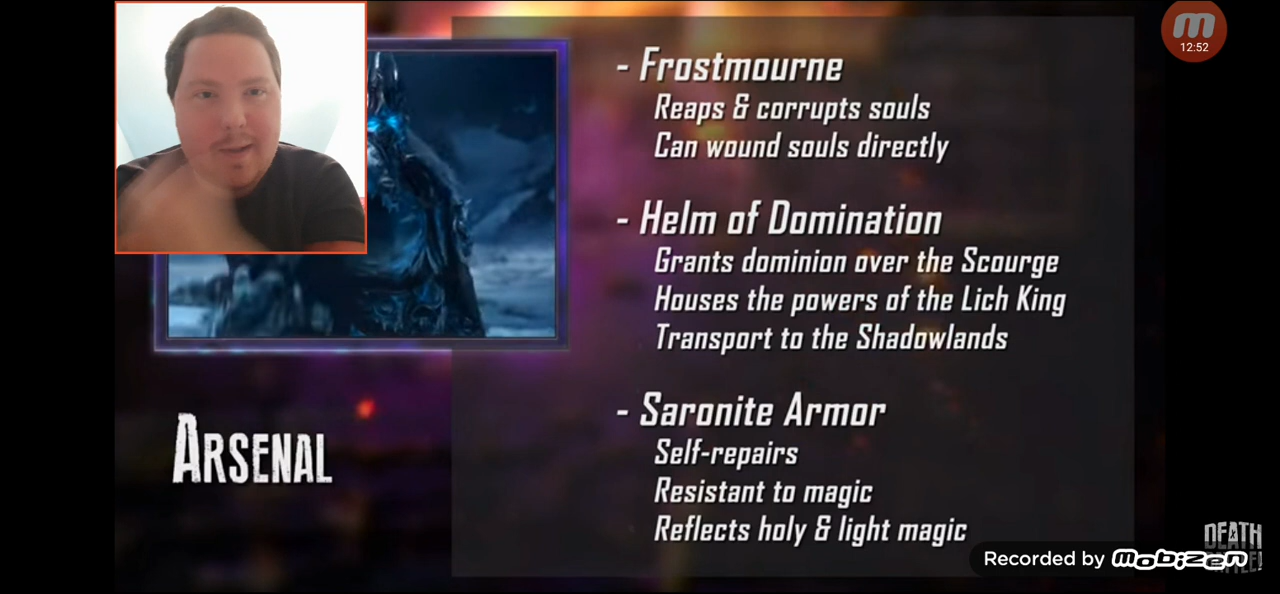 - Frostmourne
Reaps & corrupts souls
Can wound souls directly
- Helm of Domination
Grants dominion over the Scourge
Houses the powers of the Lich King
Transport to the Shadowlands
- Saronite Armor
Self-repairs
Resistant to magic
Reflects holy & light magic
Arsenal
m
12:52
DEATH
Recorded by Mobizen